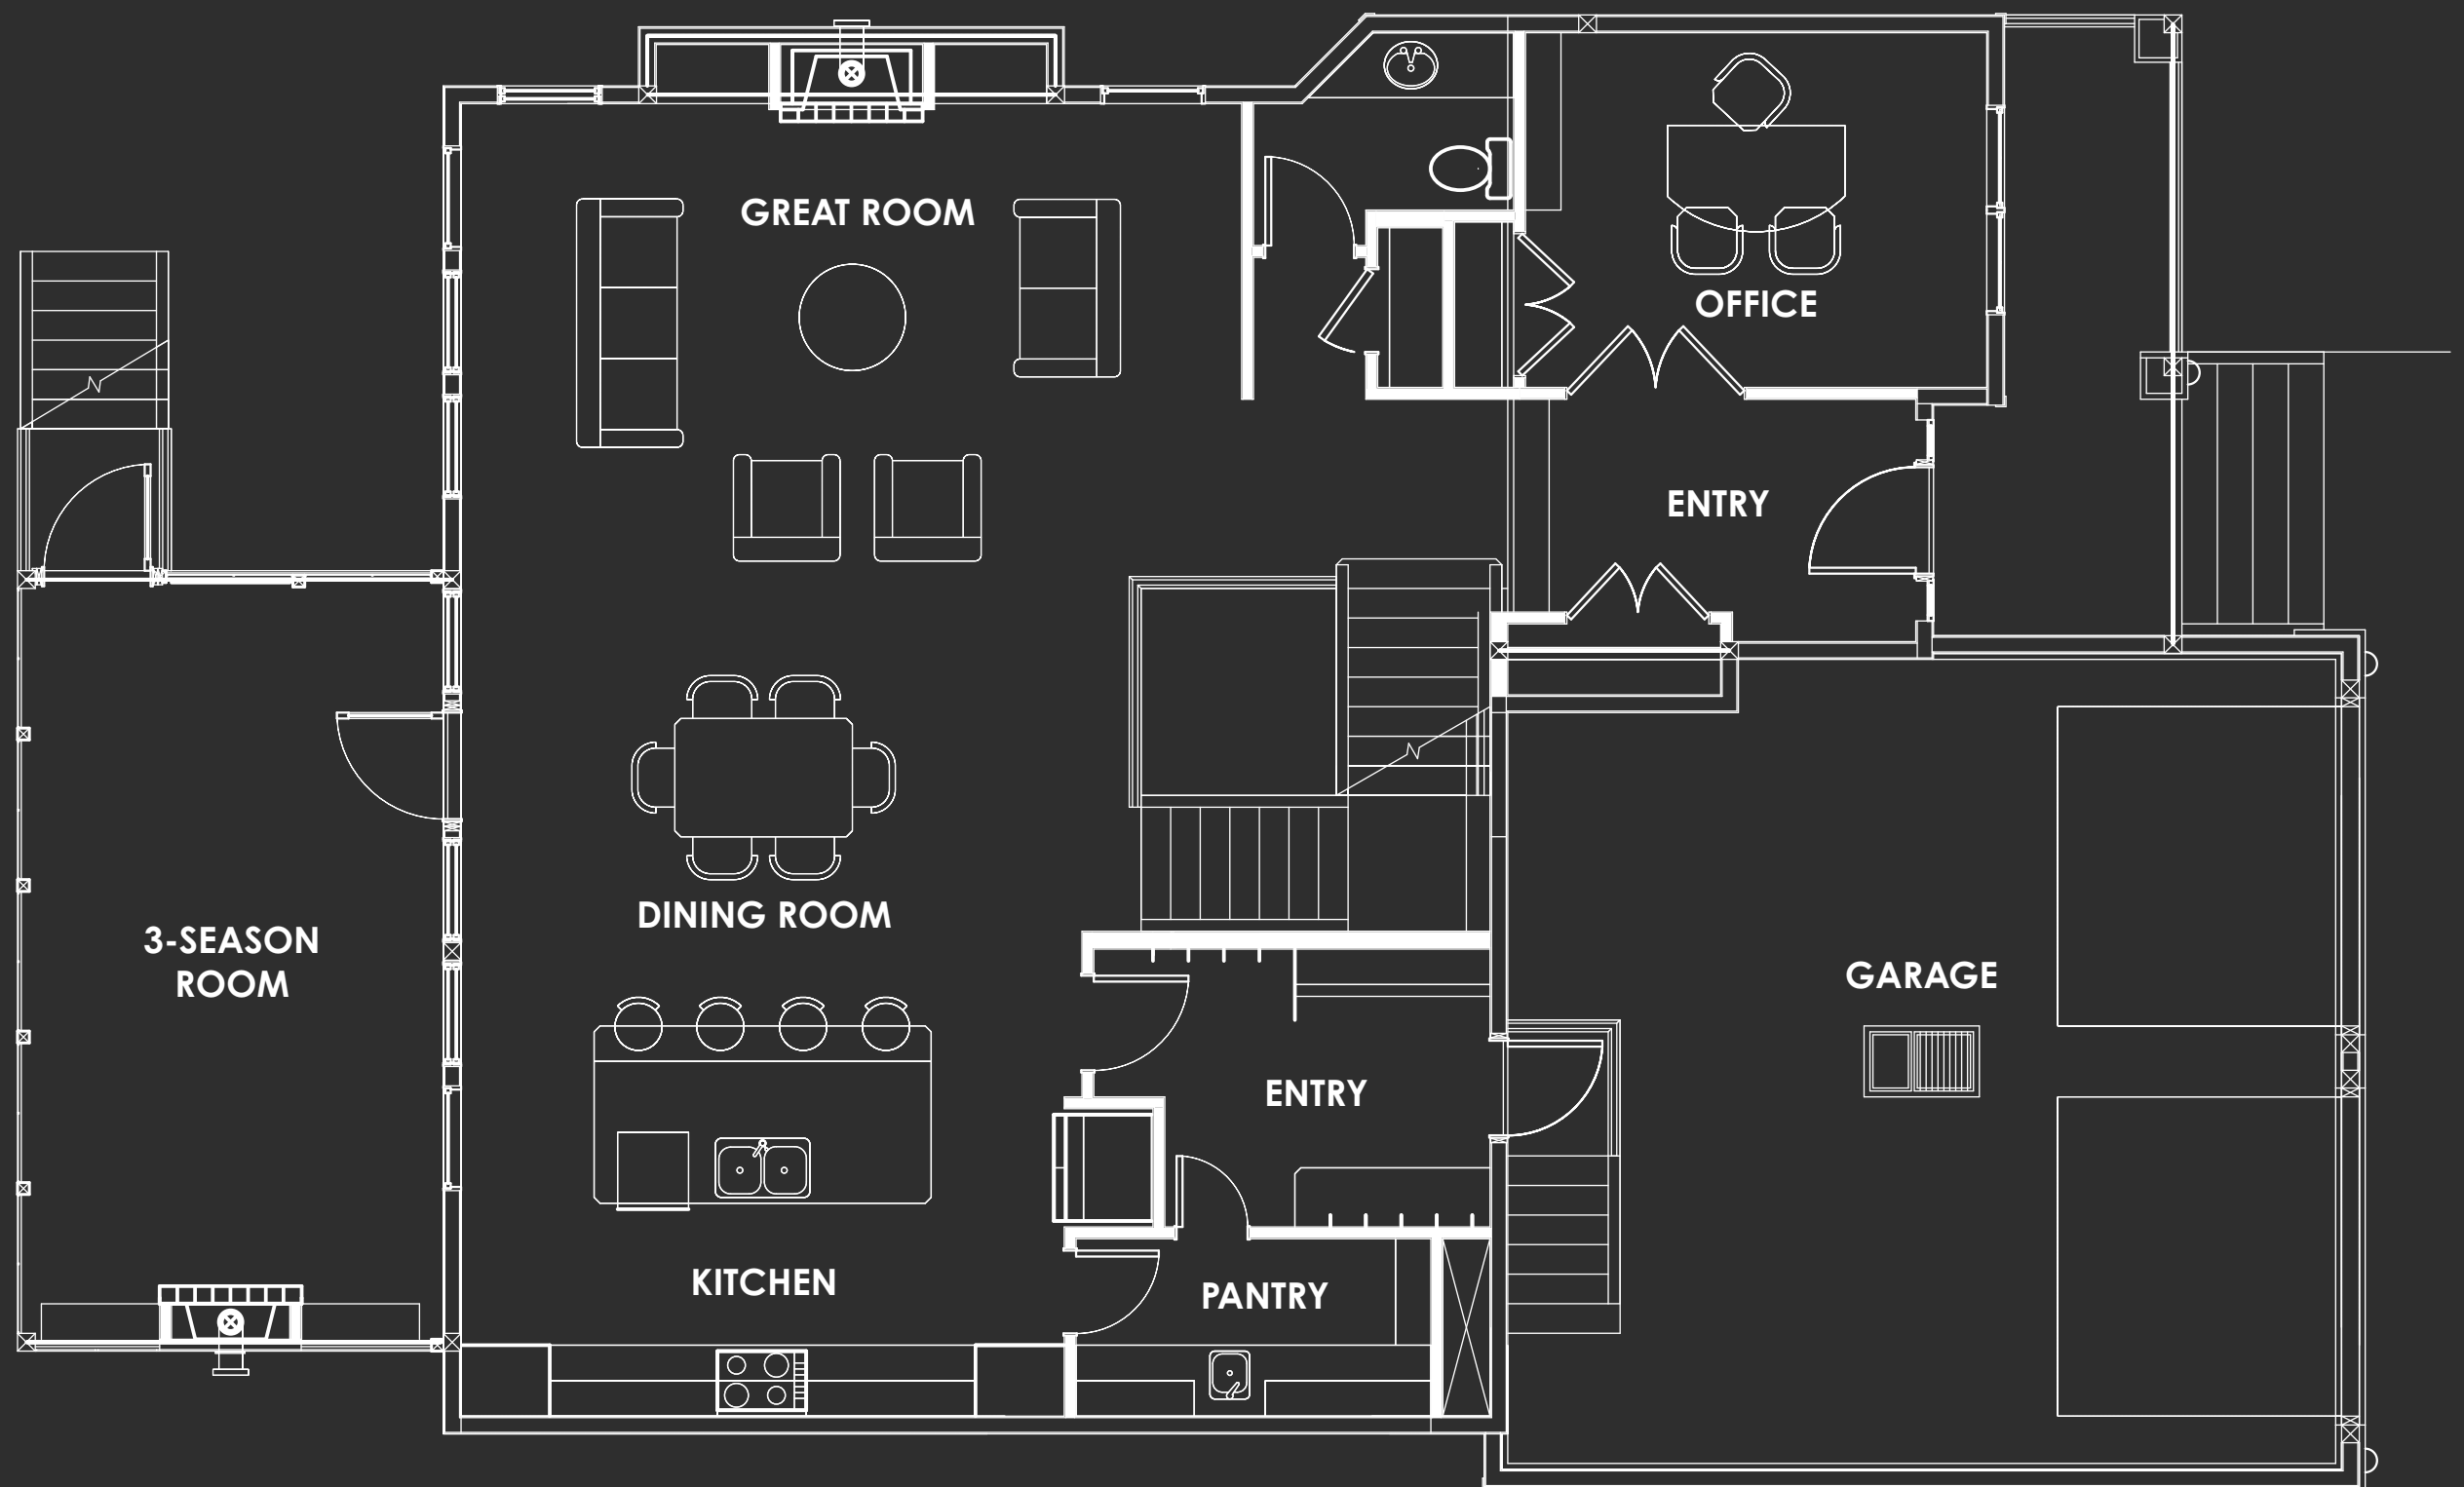 GREAT ROOM
OFFICE
ENTRY
DINING ROOM
3-SEASON
ROOM
GARAGE
ENTRY
KITCHEN
PANTRY